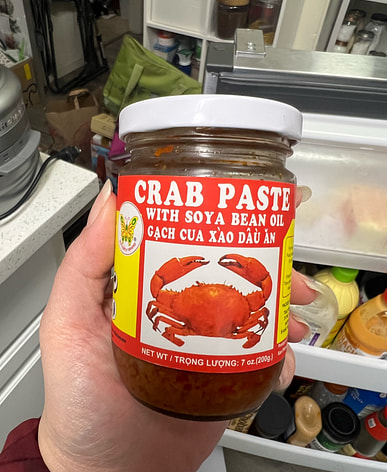 CRAB PASTE
WITH SOYA BEAN OIL
GẠCH CUA XÀO DẦU ĂN
NET WT / TRỌNG LƯỢNG: 7 oz.(200g.)